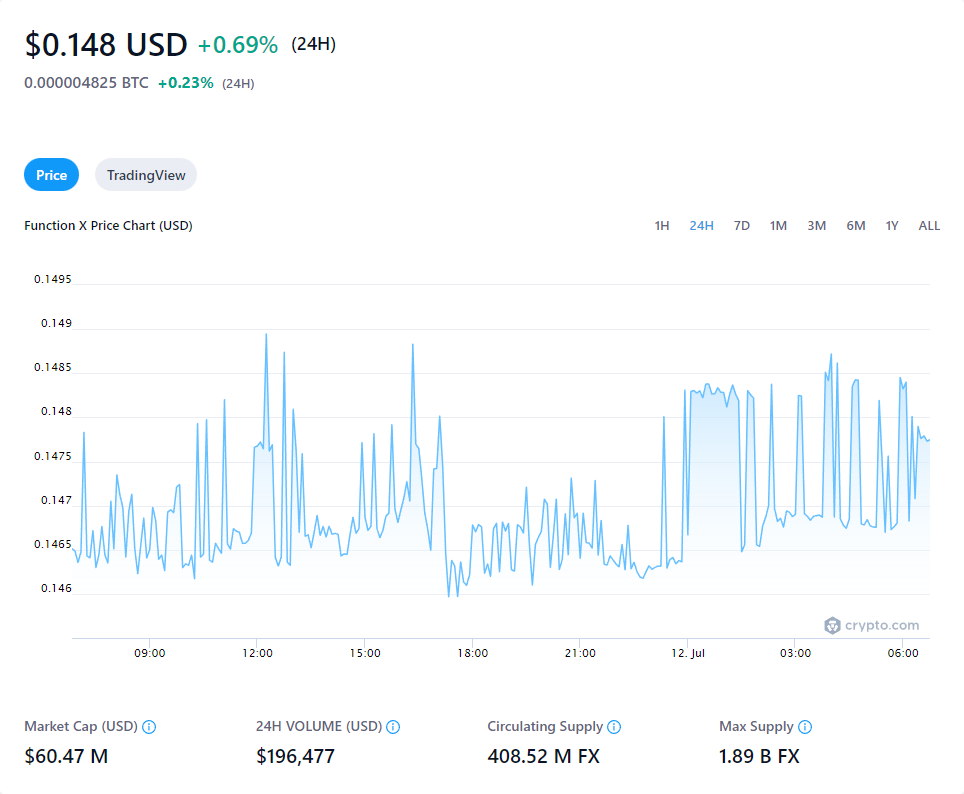 $0.148 USD +0.69% (24H)
0.000004825 BTC +0.23% (24H)
Price TradingView
Function X Price Chart (USD) 1H 24H 7D 1M 3M 6M 1Y ALL
0.1495
0.149
0.1485
0.148
0.1475
0.147
0.1465
0.146
crypto.com
09:00 12:00 15:00 18:00 21:00 12. Jul 03:00 06:00
Market Cap (USD) 24H VOLUME (USD) Circulating Supply Max Supply
$60.47 M $196,477 408.52 M FX 1.89 B FX